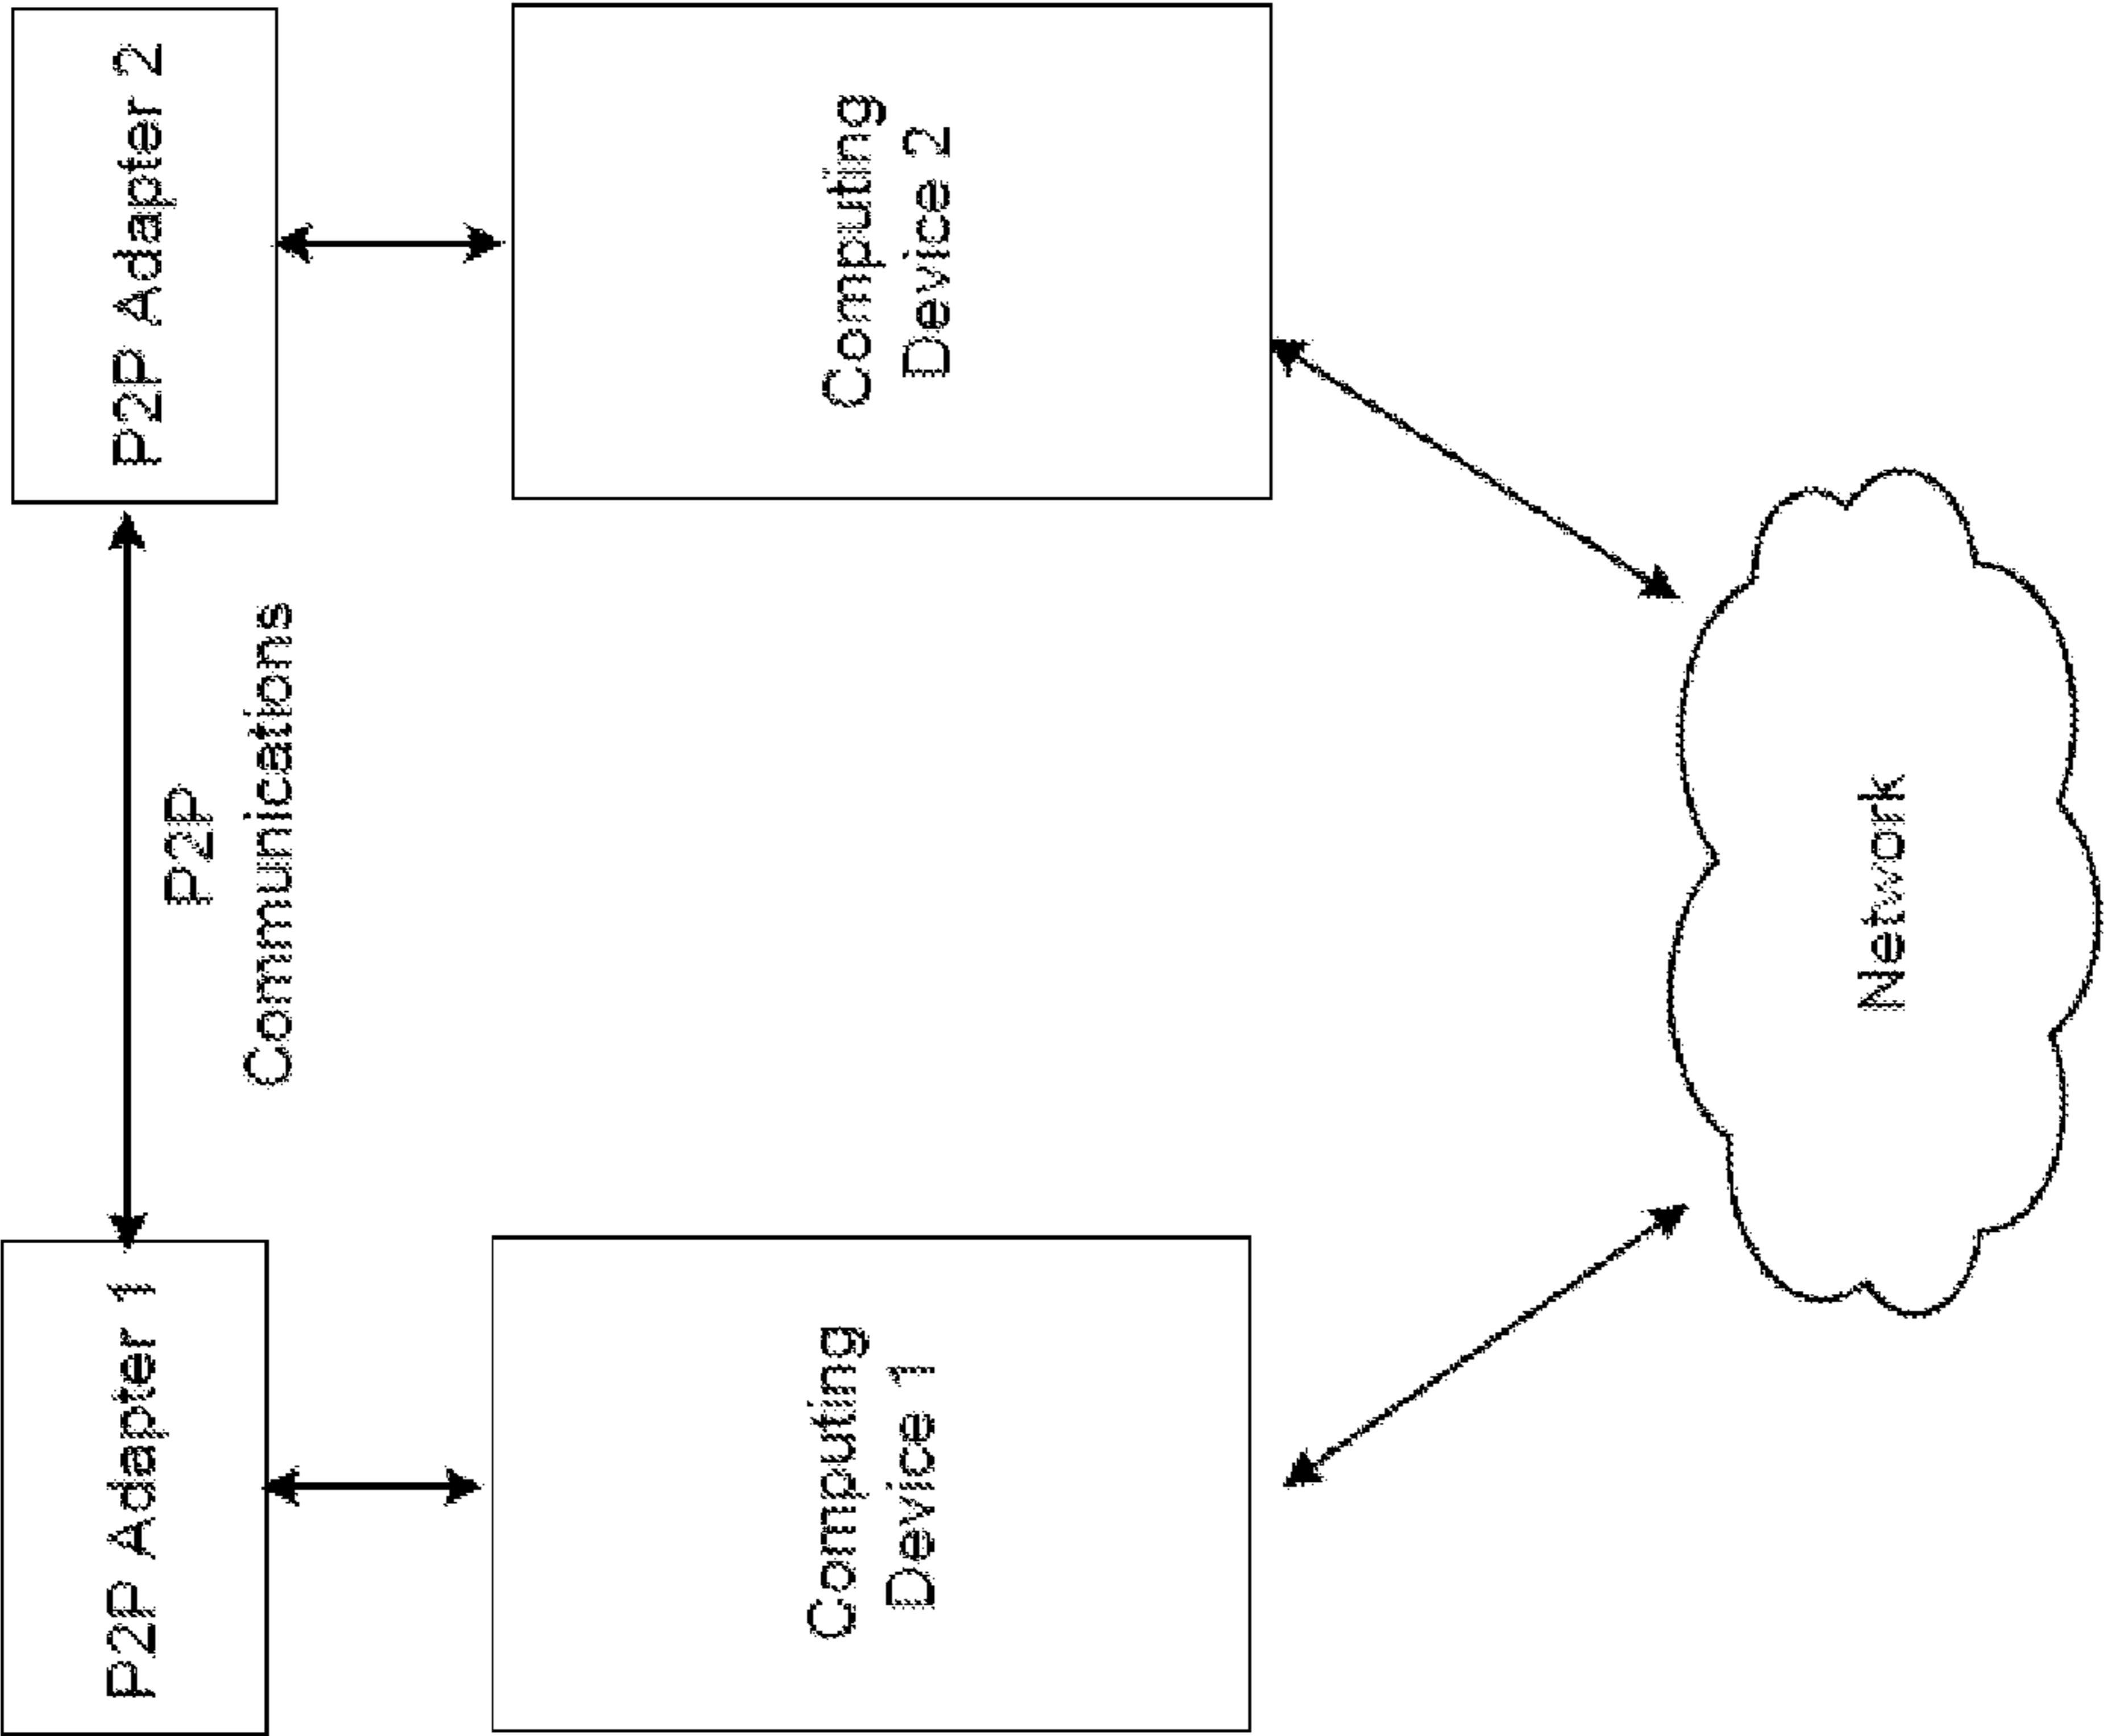 P2P Adapter 1
P2P Adapter 2
P2P
Communications
Computing
Device 1
Computing
Device 2
Network